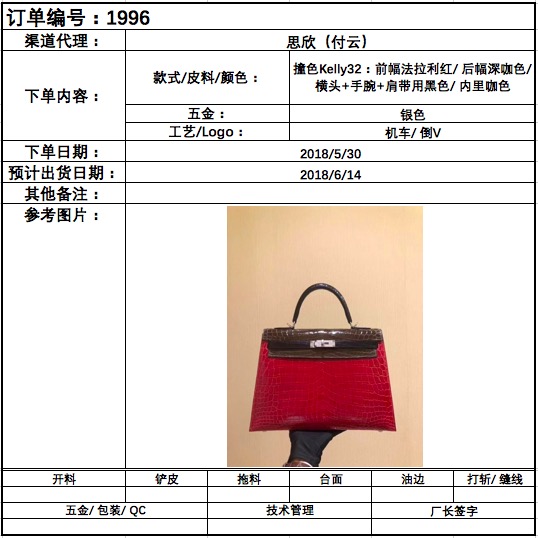 订单编号：1996
渠道代理：
思欣（付云）
下单内容：
款式/皮料/颜色：
撞色Kelly32：前幅法拉利红/ 后幅深咖色/
横头+手腕+肩带用黑色/ 内里咖色
五金：
银色
工艺/Logo：
机车/ 倒V
下单日期：
2018/5/30
预计出货日期：
2018/6/14
其他备注：
参考图片：
开料 铲皮 拖料 台面 油边 打斩/ 缝线
五金/ 包装/ QC 技术管理 厂长签字